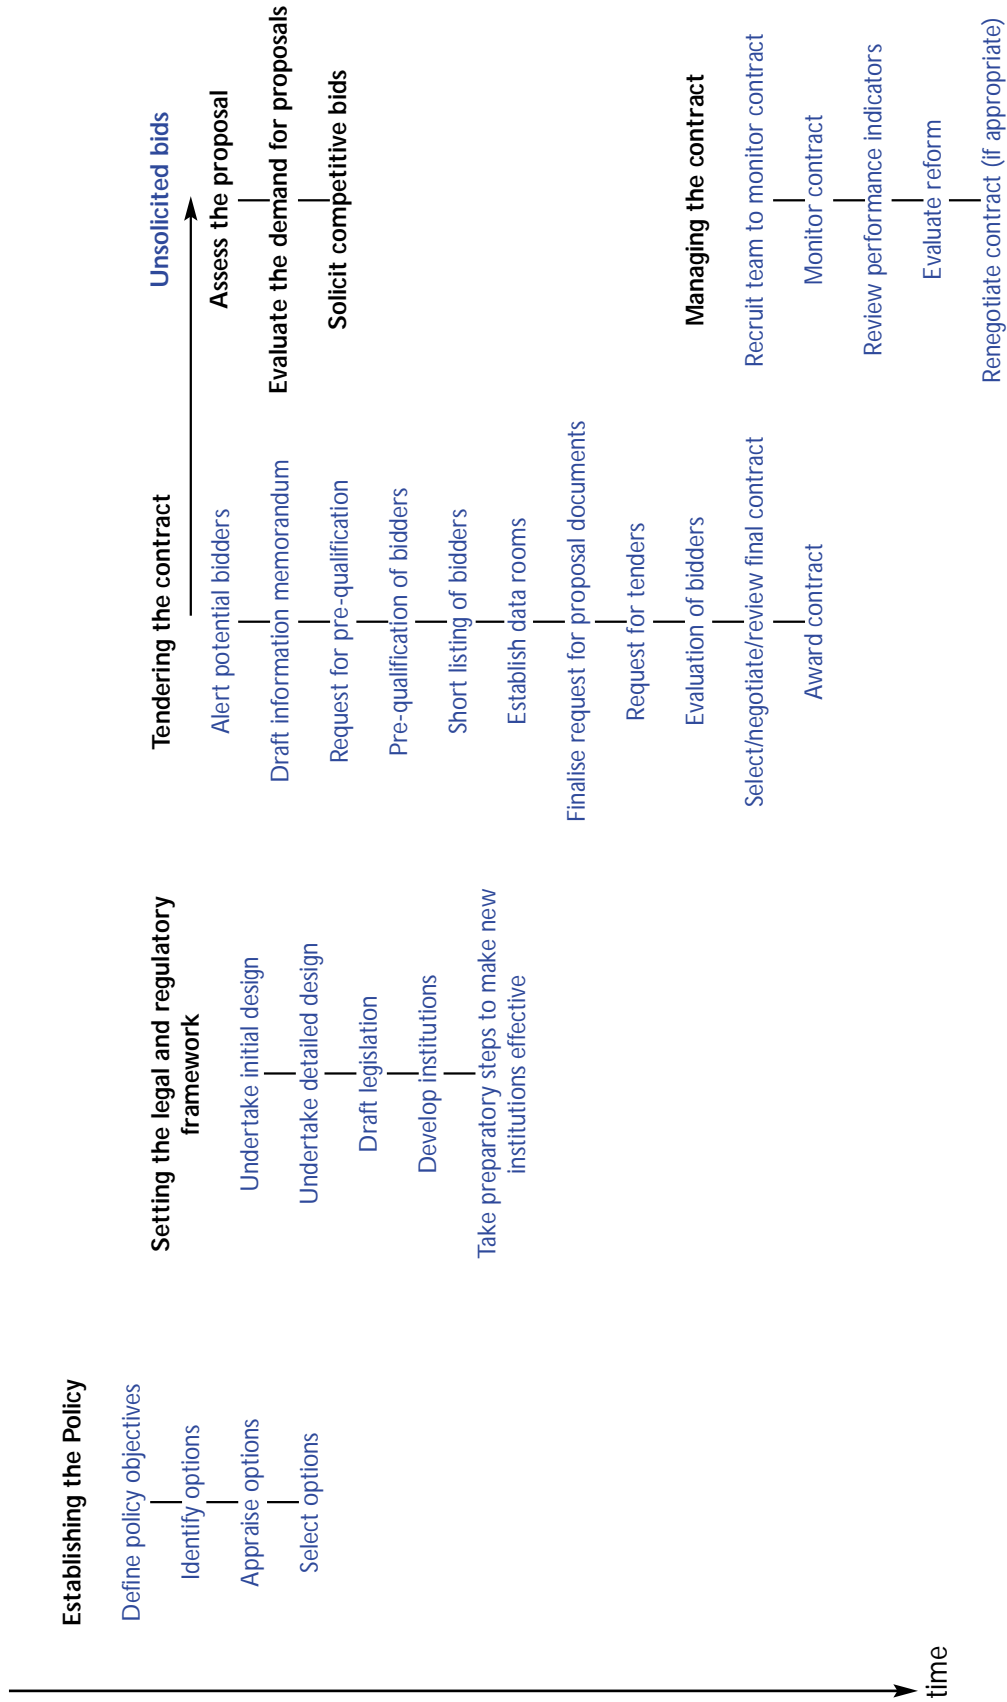 Establishing the Policy
Define policy objectives
Identify options
Appraise options
Select options
Setting the legal and regulatory
framework
Undertake initial design
Undertake detailed design
Draft legislation
Develop institutions
Take preparatory steps to make new
institutions effective
Tendering the contract
Alert potential bidders
Draft information memorandum
Request for pre-qualification
Pre-qualification of bidders
Short listing of bidders
Establish data rooms
Finalise request for proposal documents
Request for tenders
Evaluation of bidders
Select/negotiate/review final contract
Award contract
Unsolicited bids
Assess the proposal
Evaluate the demand for proposals
Solicit competitive bids
Managing the contract
Recruit team to monitor contract
Monitor contract
Review performance indicators
Evaluate reform
Renegotiate contract (if appropriate)
time